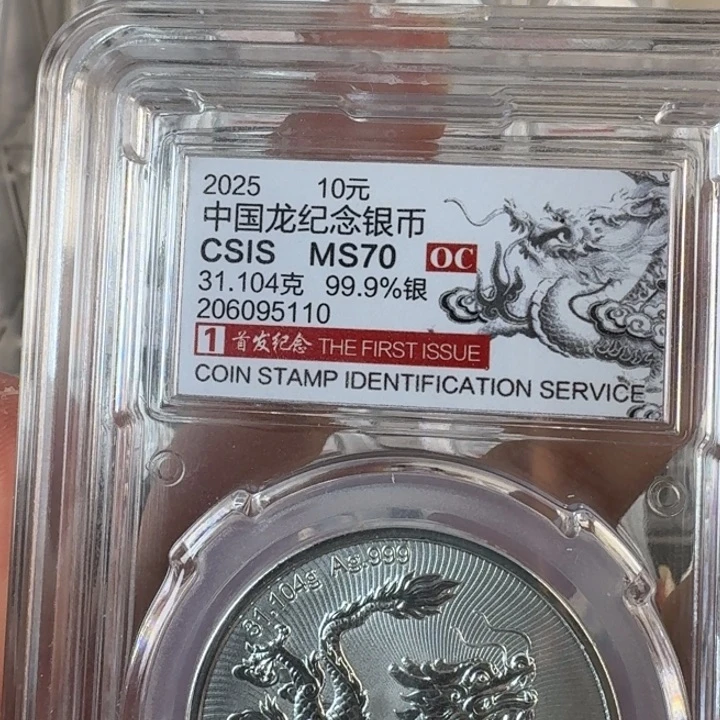 2025 10元
中国龙纪念银币
CSIS MS70 OC
31.104克 99.9%银
206095110
1 首发纪念 THE FIRST ISSUE
COIN STAMP IDENTIFICATION SERVICE
31.104g Ag.999